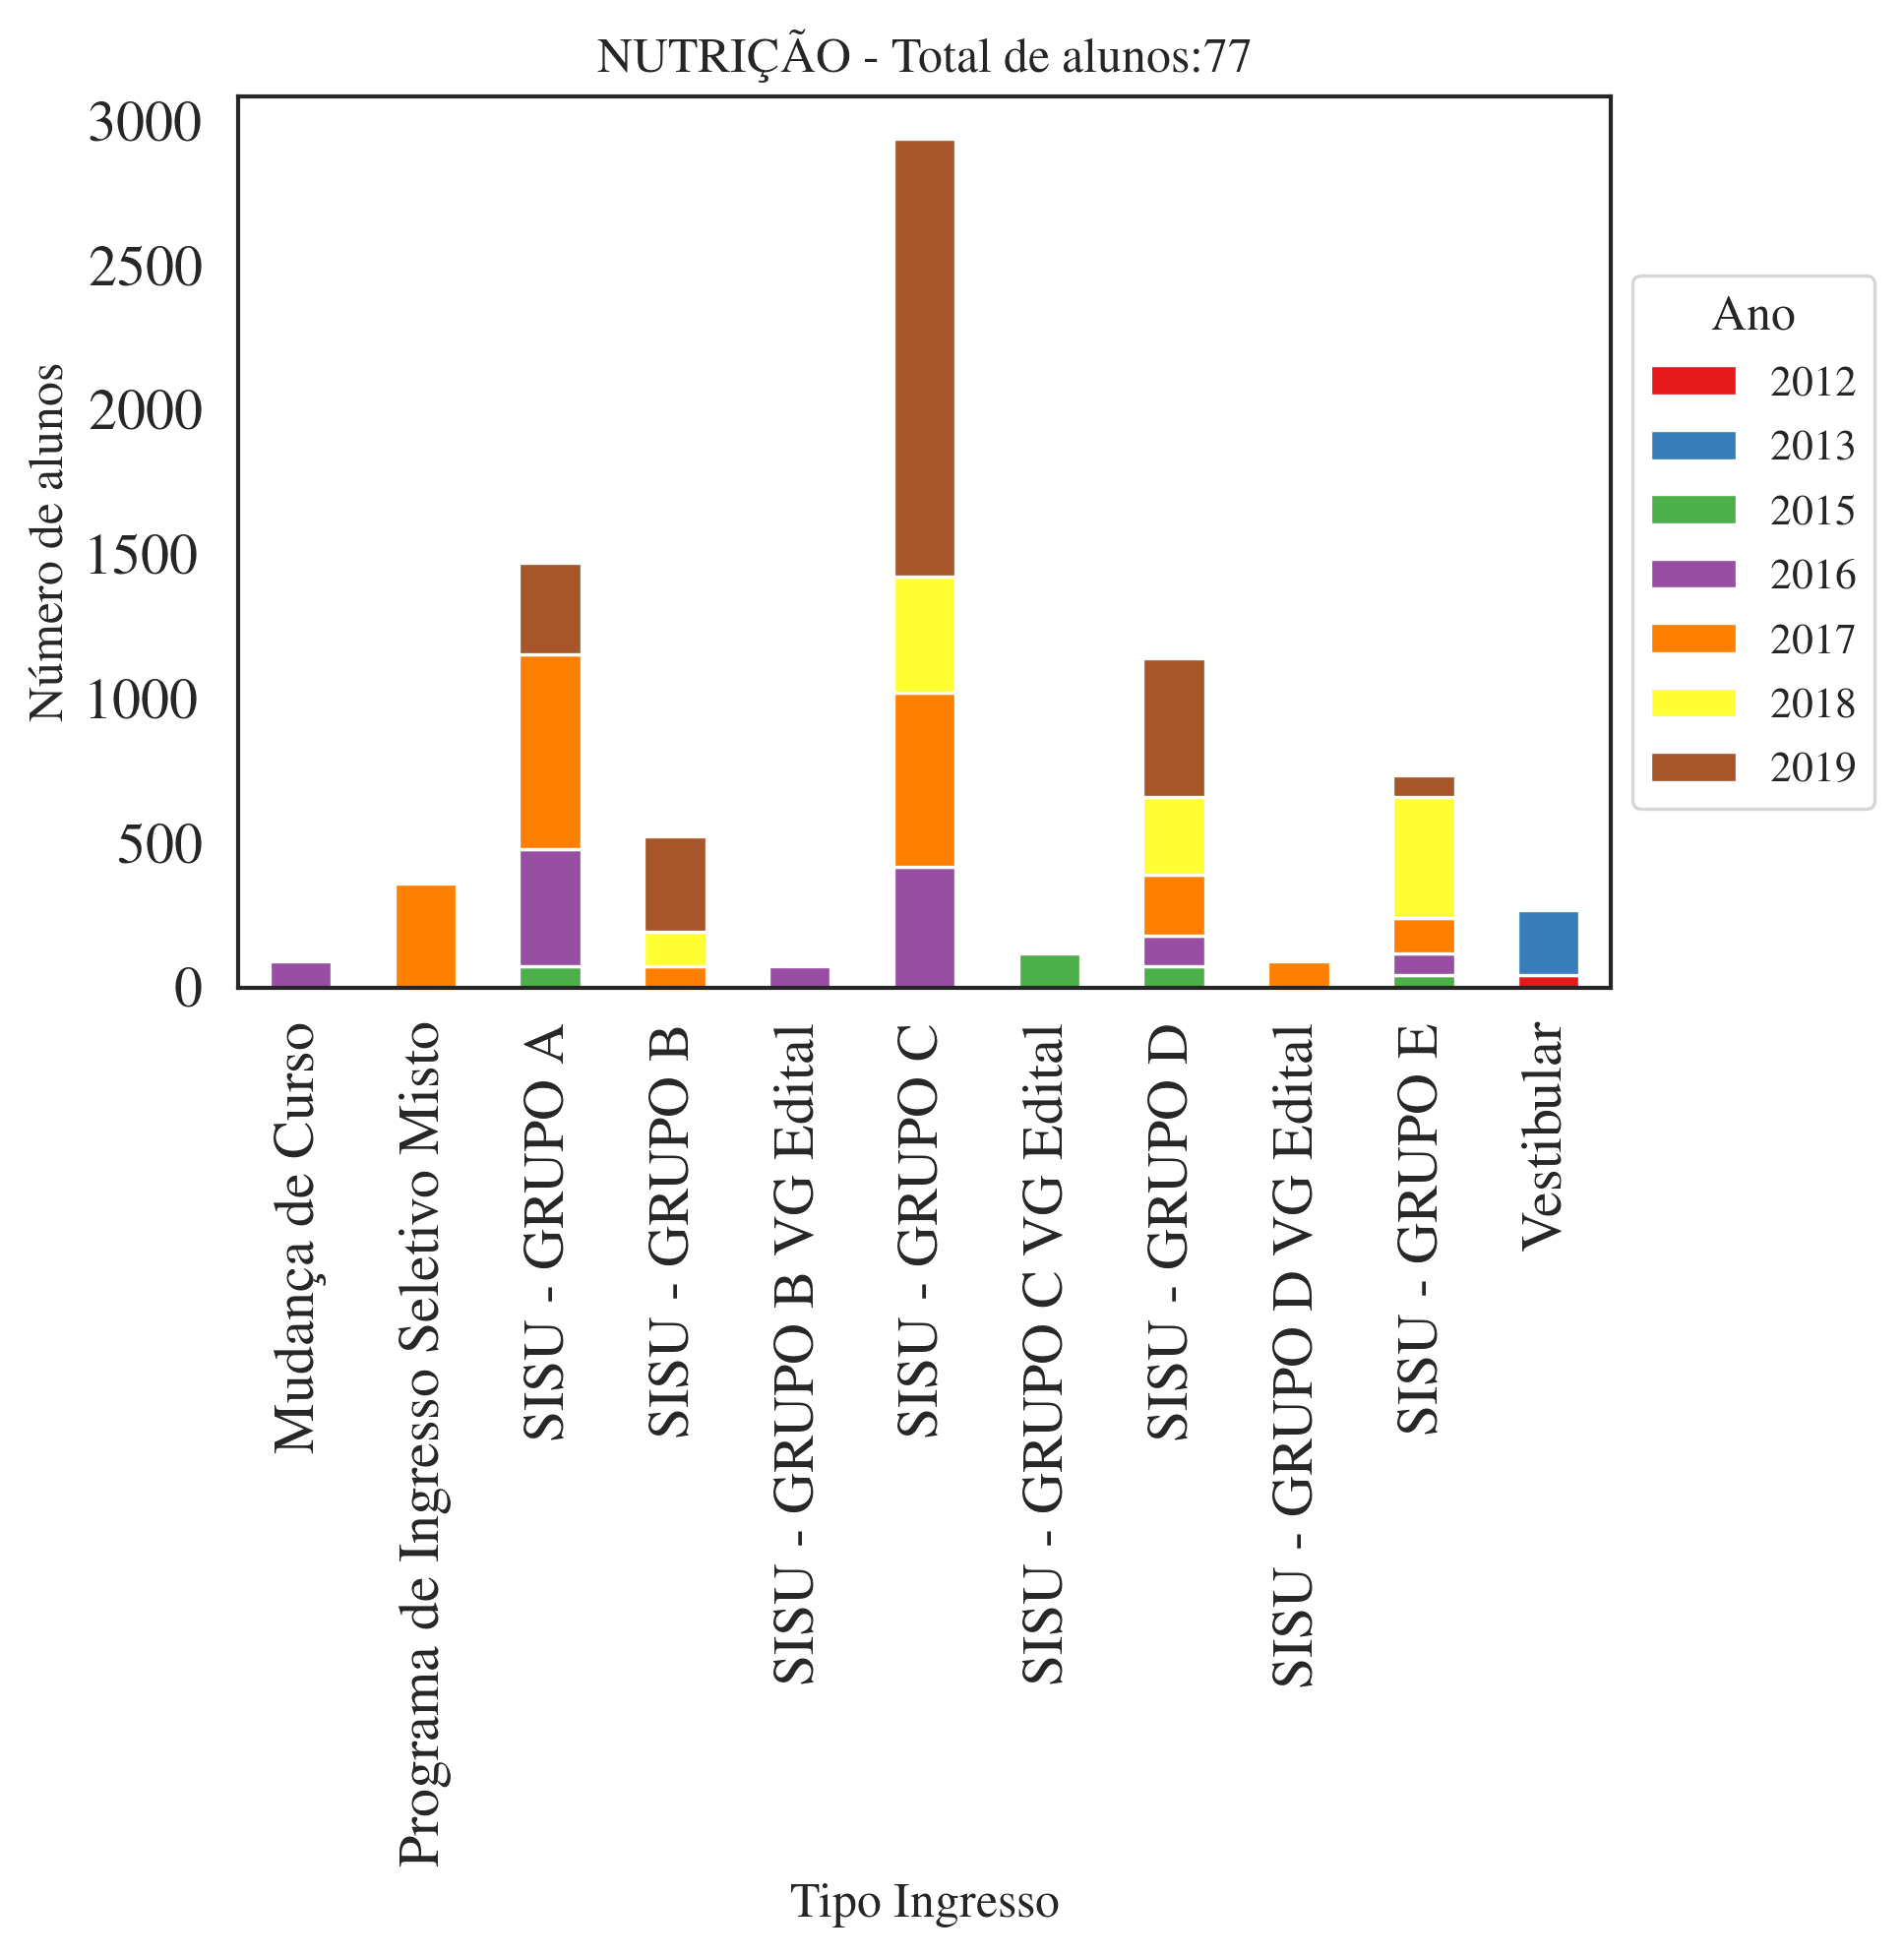 NUTRIÇÃO - Total de alunos:77
3000
2500
2000
1500
1000
500
0
Número de alunos
Ano
2012
2013
2015
2016
2017
2018
2019
Mudança de Curso
Programa de Ingresso Seletivo Misto
SISU - GRUPO A
SISU - GRUPO B
SISU - GRUPO B VG Edital
SISU - GRUPO C
SISU - GRUPO C VG Edital
SISU - GRUPO D
SISU - GRUPO D VG Edital
SISU - GRUPO E
Vestibular
Tipo Ingresso